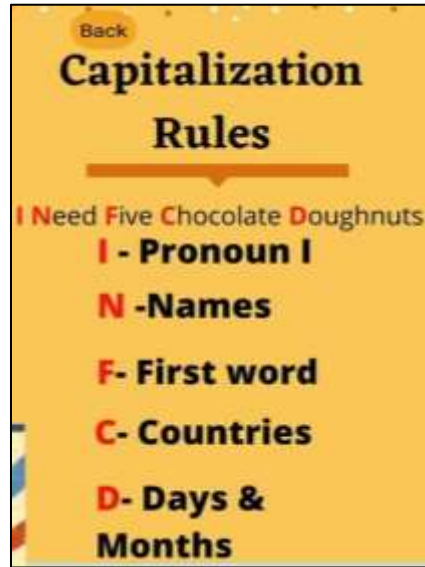 Back
Capitalization
Rules
I Need Five Chocolate Doughnuts
I - Pronoun I
N -Names
F- First word
C- Countries
D- Days &
Months